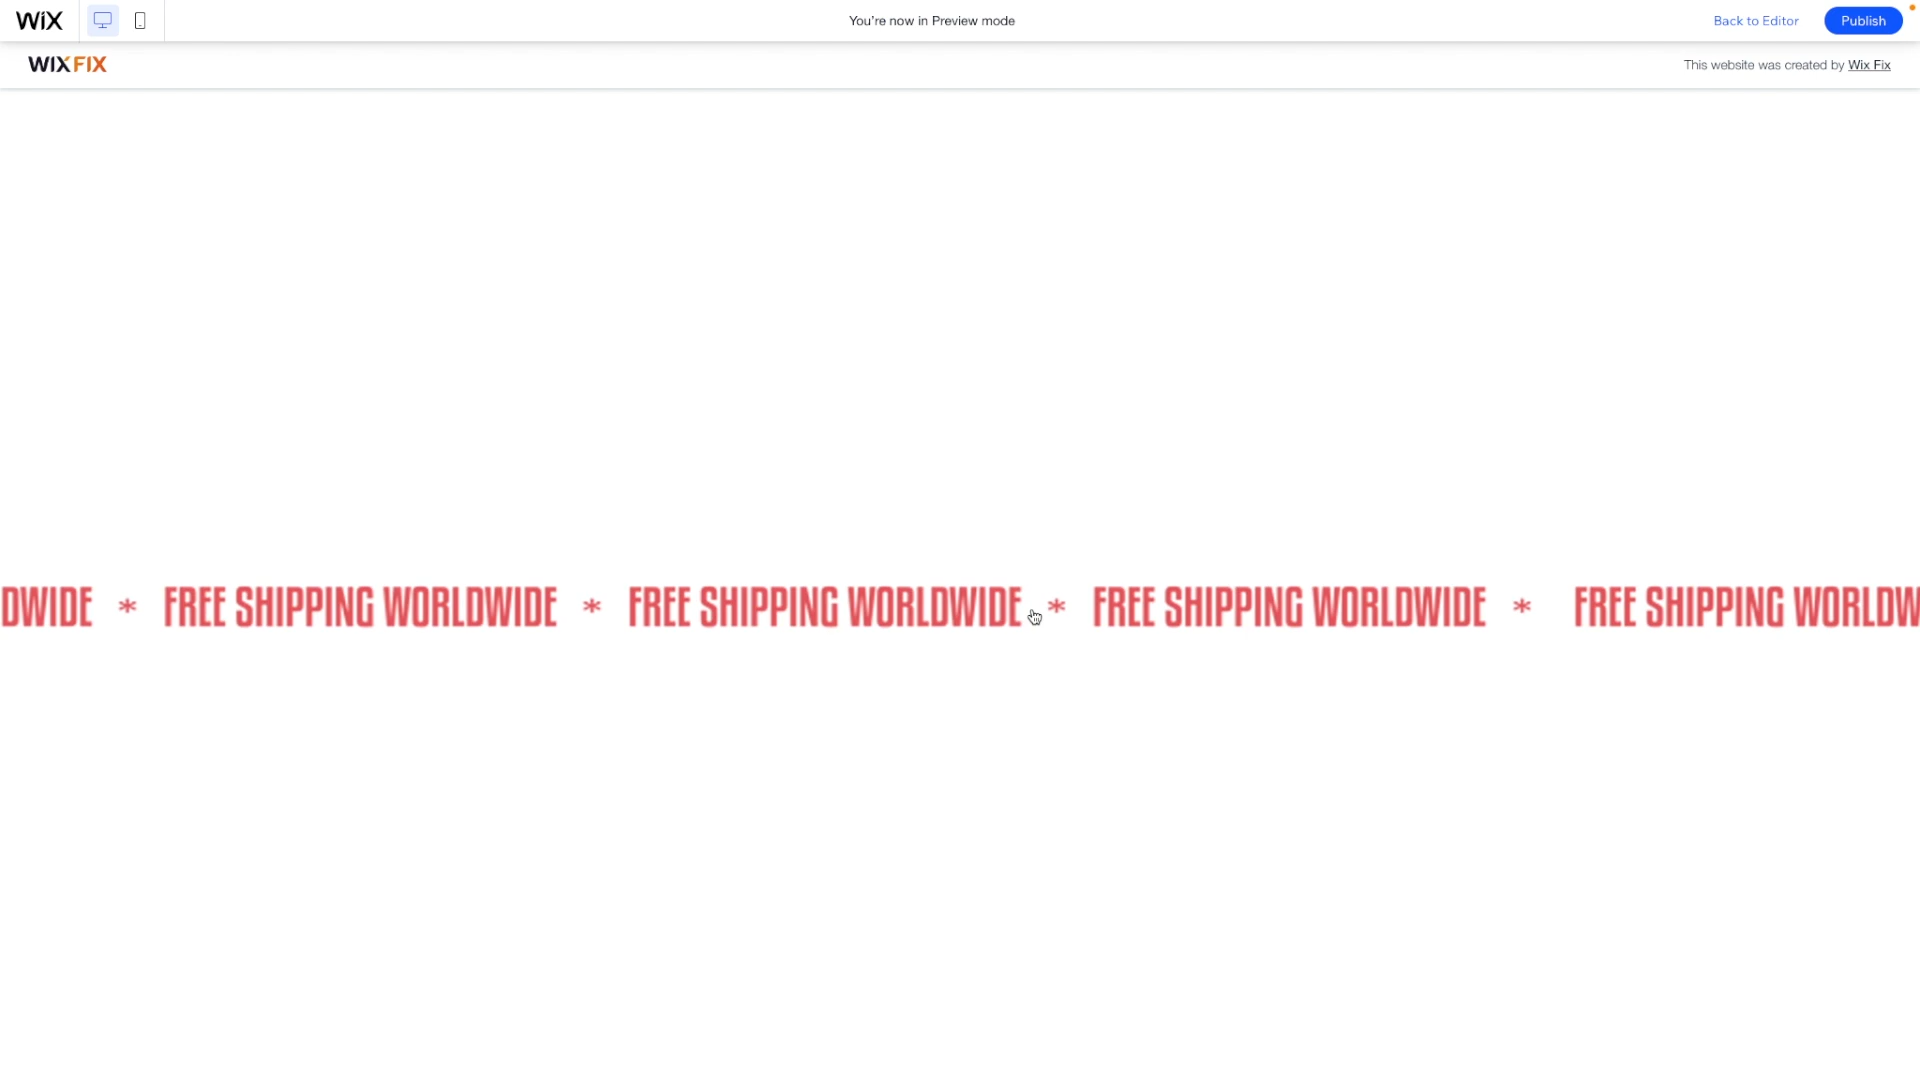 WiX
You're now in Preview mode
Back to Editor
Publish
WIXFIX
This website was created by Wix Fix
DWIDE * FREE SHIPPING WORLDWIDE * FREE SHIPPING WORLDWIDE * FREE SHIPPING WORLDWIDE * FREE SHIPPING WORLDW